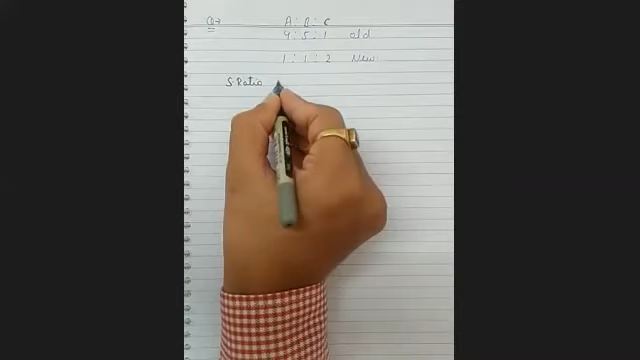 Q→ A : B : C
4 : 5 : 1 old
1 : 1 : 2 New
S Ratio